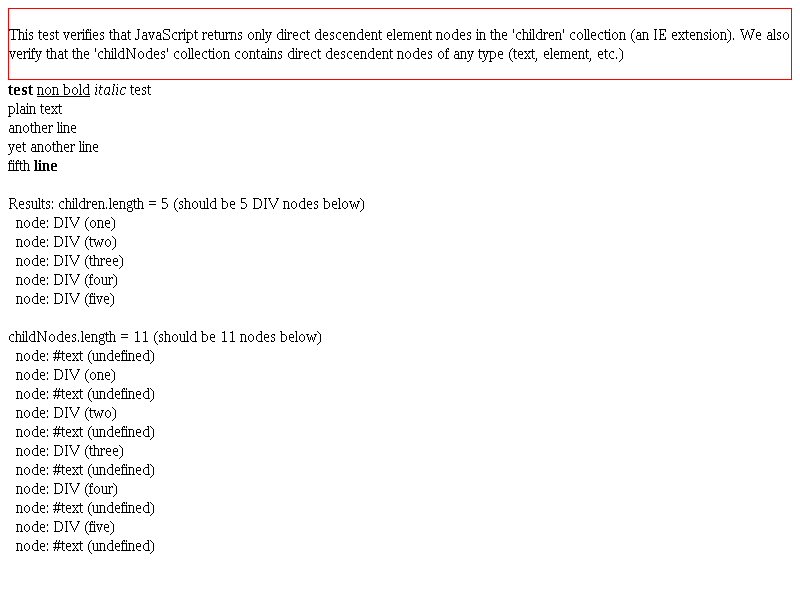 This test verifies that JavaScript returns only direct descendent element nodes in the 'children' collection (an IE extension). We also
verify that the 'childNodes' collection contains direct descendent nodes of any type (text, element, etc.)
test non bold italic test
plain text
another line
yet another line
fifth line
Results: children.length = 5 (should be 5 DIV nodes below)
node: DIV (one)
node: DIV (two)
node: DIV (three)
node: DIV (four)
node: DIV (five)
childNodes.length = 11 (should be 11 nodes below)
node: #text (undefined)
node: DIV (one)
node: #text (undefined)
node: DIV (two)
node: #text (undefined)
node: DIV (three)
node: #text (undefined)
node: DIV (four)
node: #text (undefined)
node: DIV (five)
node: #text (undefined)